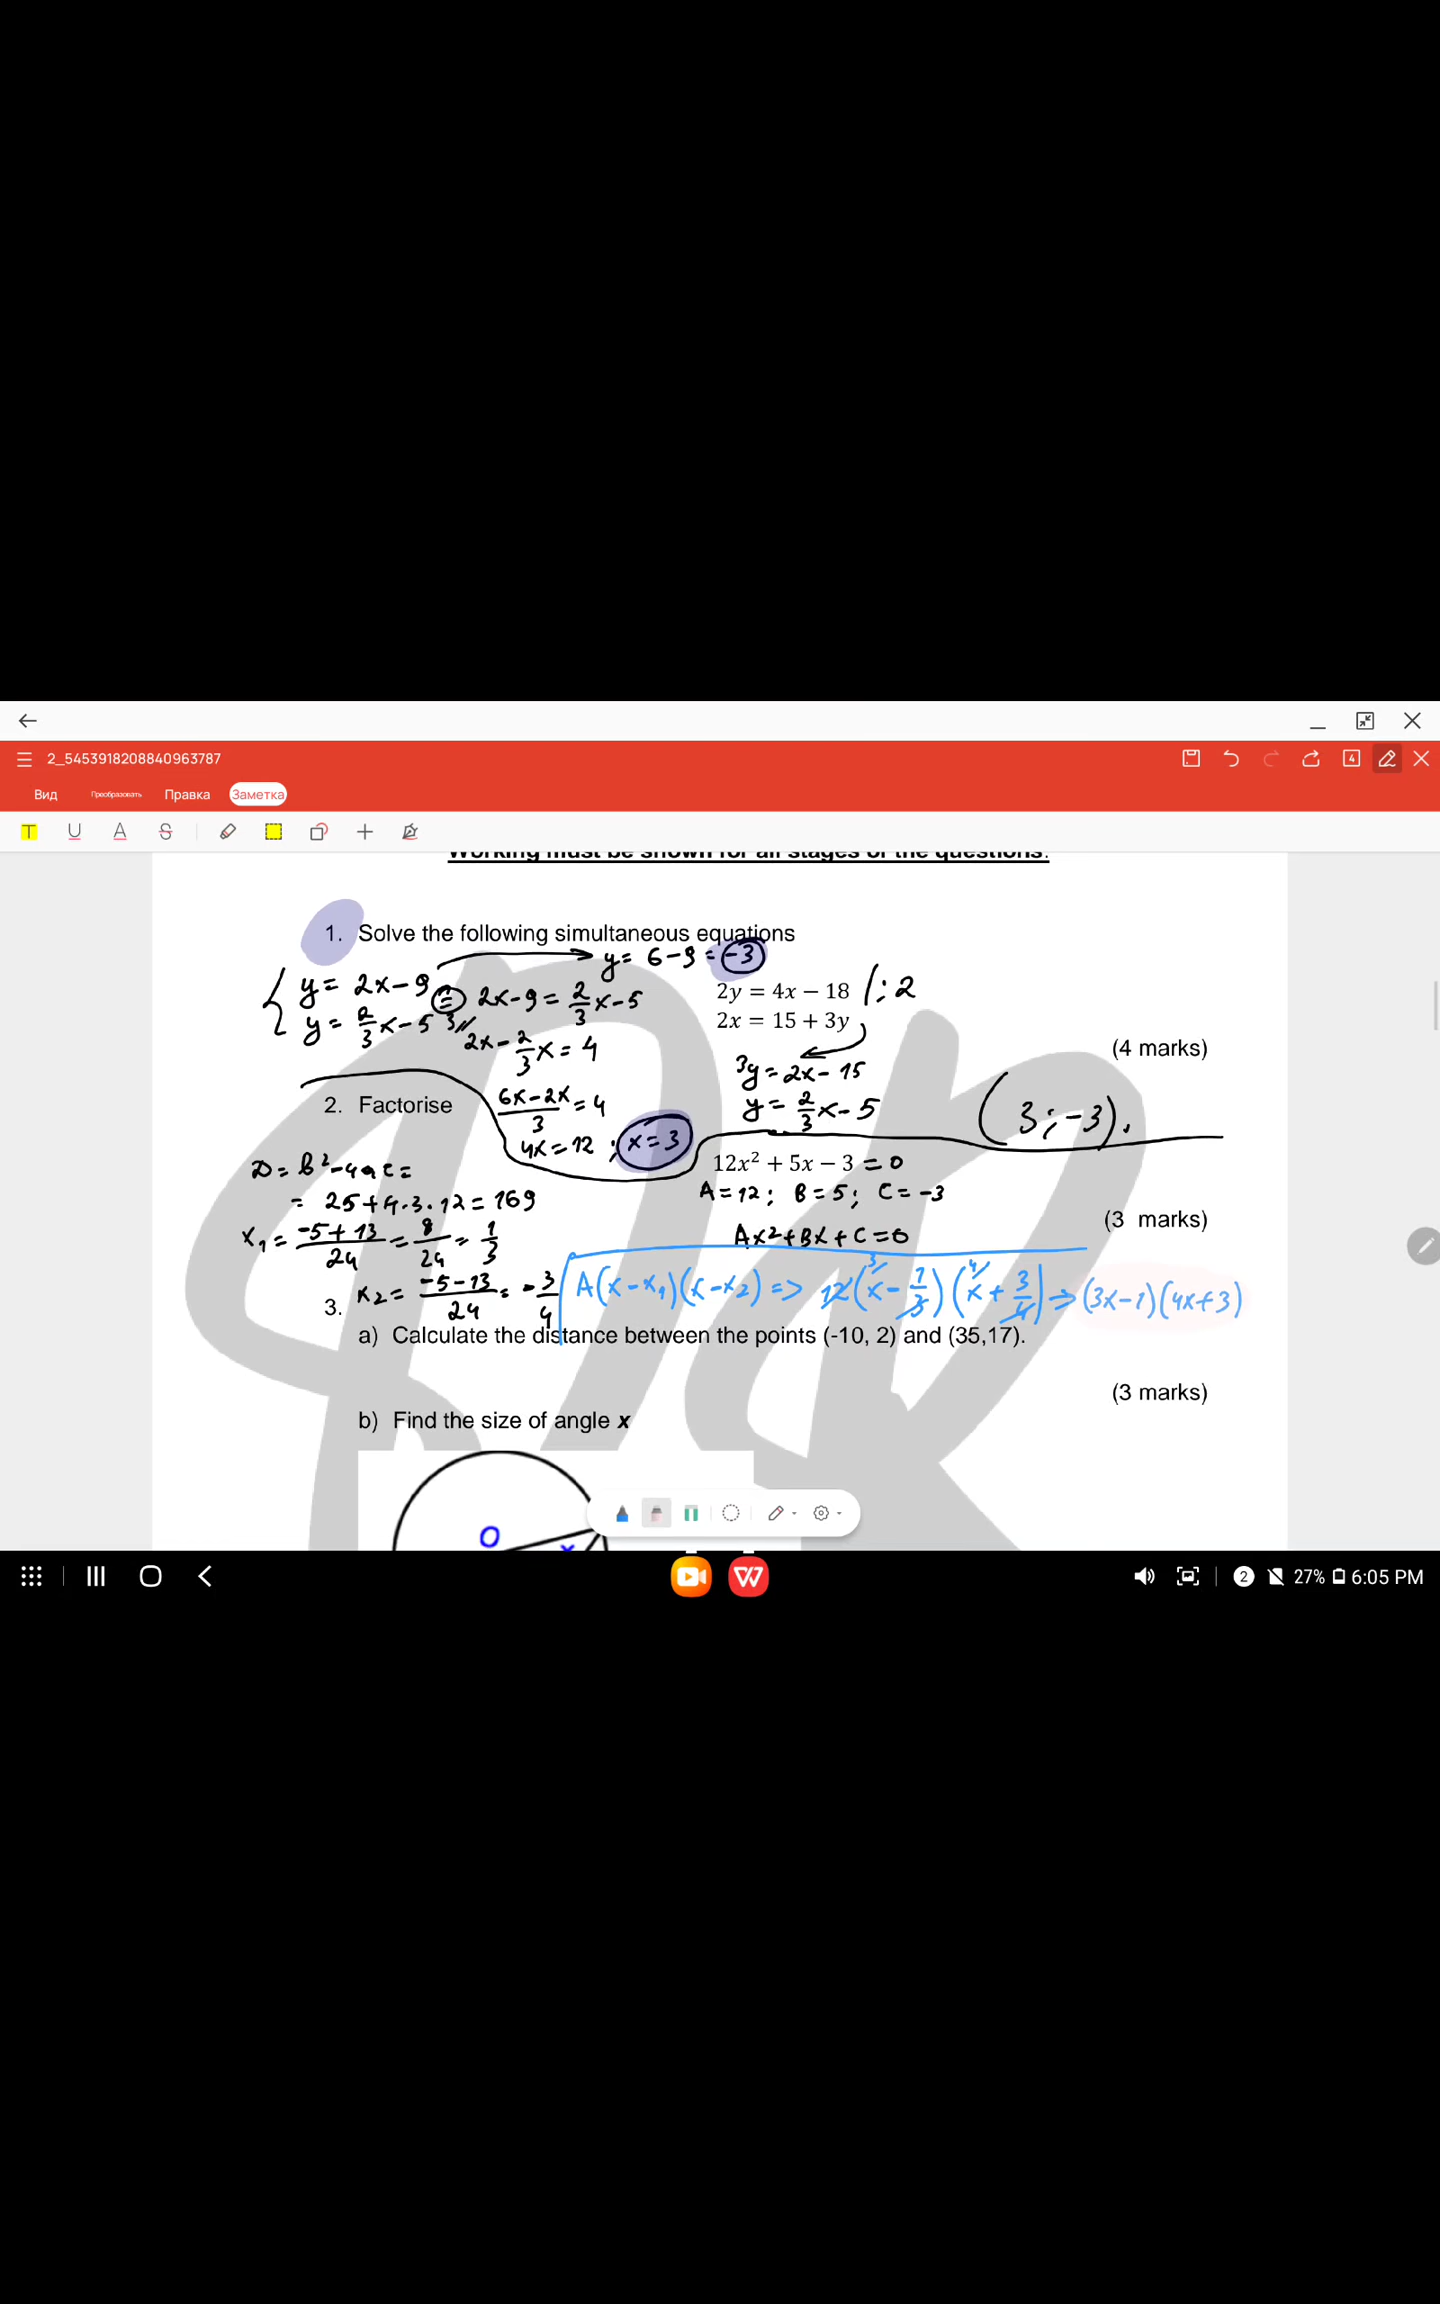 2_5453918208840963787
4
Вид Преобразовать Правка Заметка
T U A S
Working must be shown for all stages of the questions.
1. Solve the following simultaneous equations
y = 6-9 = -3
y = 2x-9 = 2x-9 = 2/3 x-5
2y = 4x − 18 /:2
y = 2/3 x-5
2x = 15 + 3y
2x - 2/3 x = 4
(4 marks)
3y = 2x - 15
2. Factorise
6x-2x/3 = 4
y = 2/3 x - 5
(3;-3).
4x = 12 ; x = 3
D = b²-4ac =
12x² + 5x − 3 = 0
= 25+4·3·12 = 169
A=12; B=5; C=-3
(3 marks)
x₁ = -5+13/24 = 8/24 = 1/3
Ax²+Bx+C=0
3. x₂ = -5-13/24 = -3/4
A(x-x₁)(x-x₂) => 12(x - 1/3)(x + 3/4) => (3x-1)(4x+3)
a) Calculate the distance between the points (-10, 2) and (35,17).
(3 marks)
b) Find the size of angle x
O
x
2 27% 6:05 PM